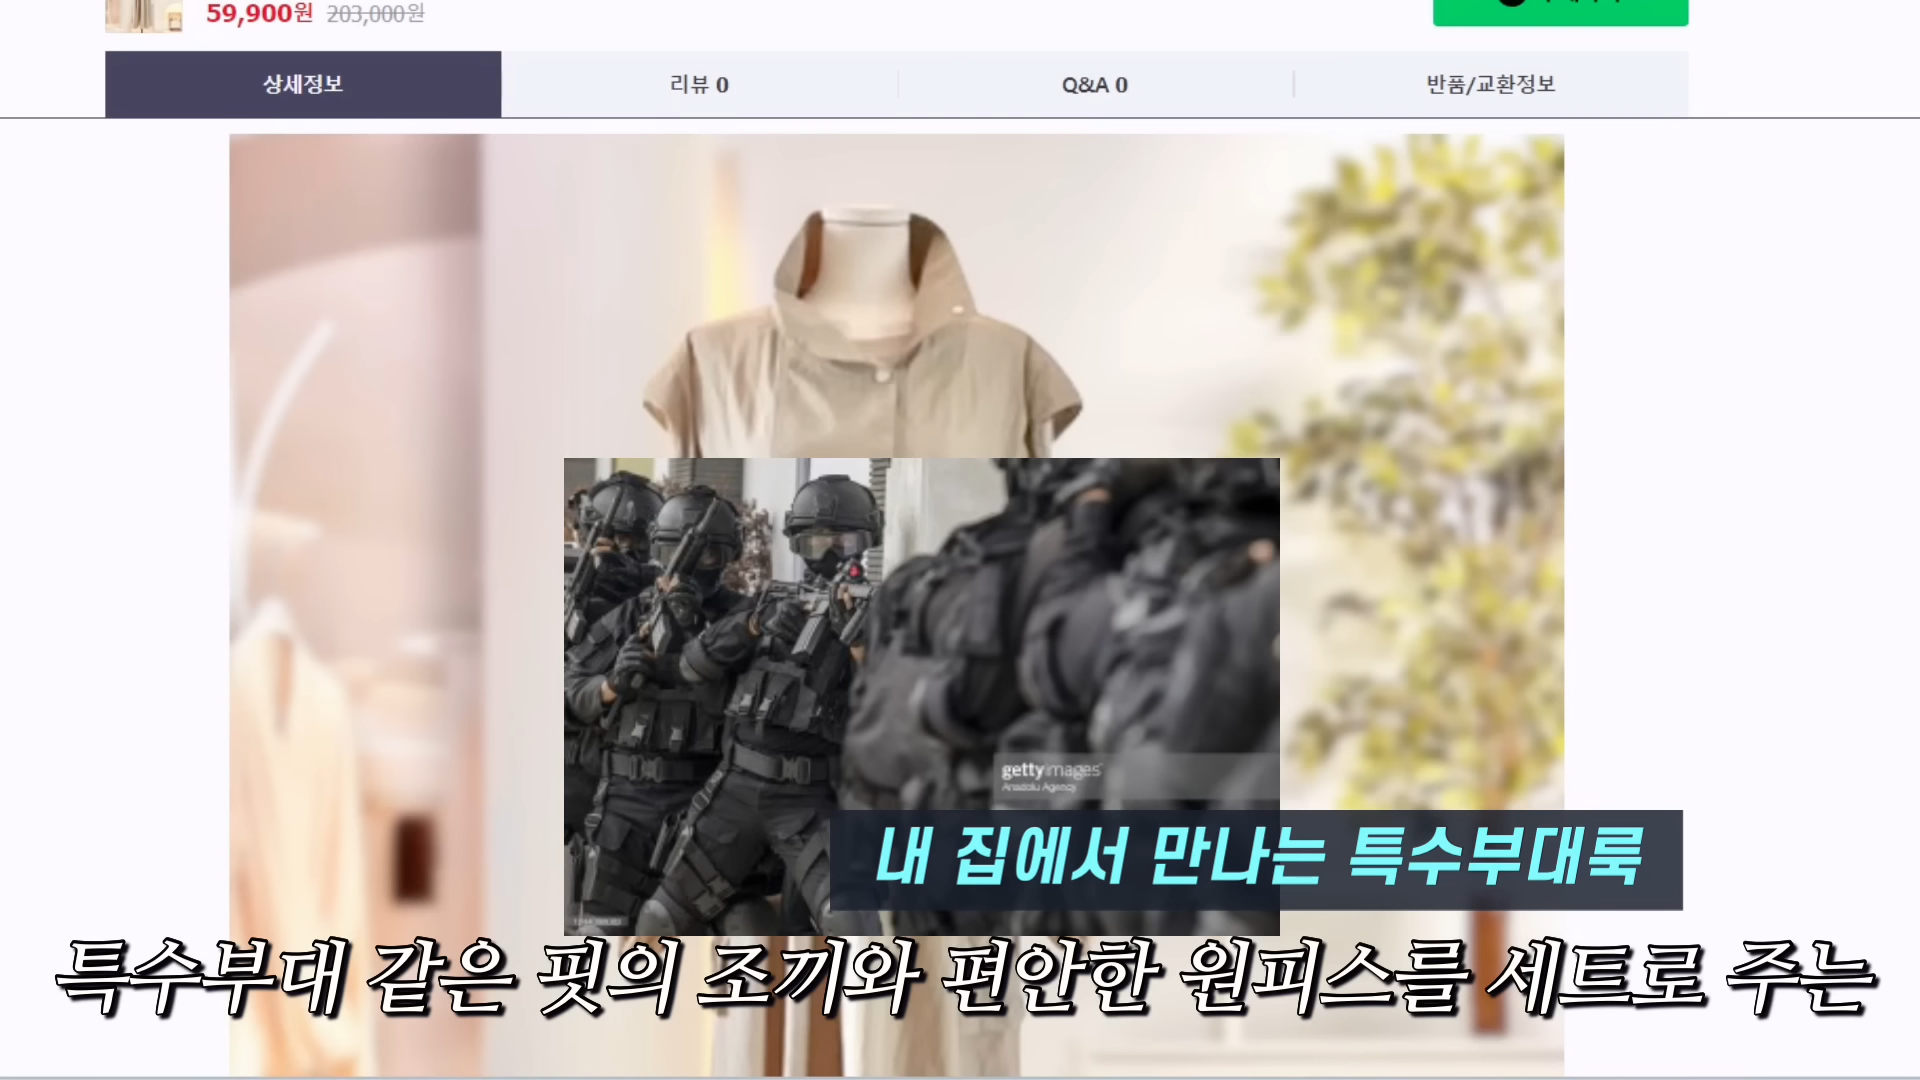 59,900원 203,000원
상세정보
리뷰 0
Q&A 0
반품/교환정보
gettyimages
Anadolu Agency
내 집에서 만나는 특수부대룩
특수부대 같은 핏의 조끼와 편안한 원피스를 세트로 주는